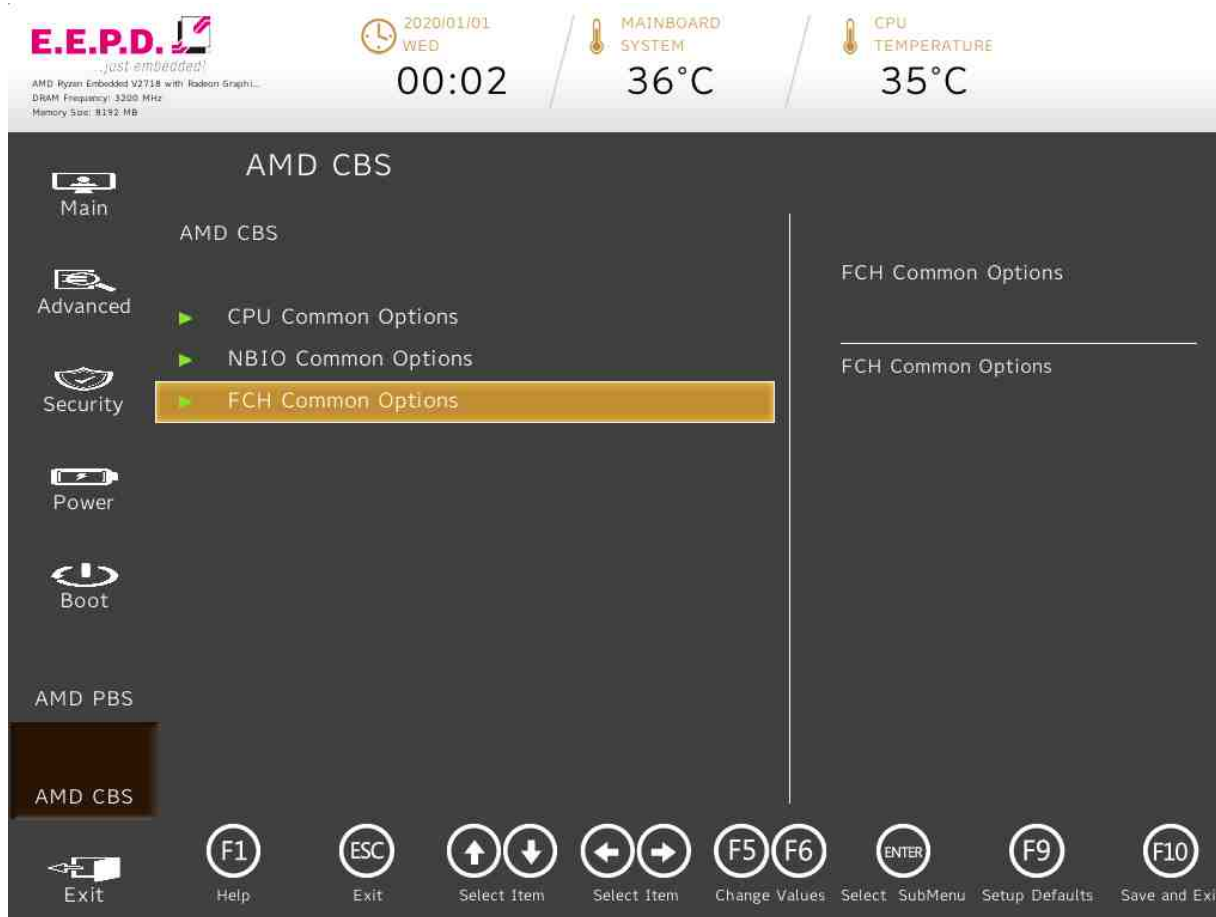 E.E.P.D.
...just embedded!
AMD Ryzen Embedded V2718 with Radeon Graphi...
DRAM Frequency: 3200 MHz
Memory Size: 8192 MB
2020/01/01
WED
00:02
MAINBOARD
SYSTEM
36°C
CPU
TEMPERATURE
35°C
Main
Advanced
Security
Power
Boot
AMD PBS
AMD CBS
Exit
AMD CBS
AMD CBS
CPU Common Options
NBIO Common Options
FCH Common Options
FCH Common Options
FCH Common Options
F1
Help
ESC
Exit
Select Item
Select Item
F5 F6
Change Values
ENTER
Select SubMenu
F9
Setup Defaults
F10
Save and Exi